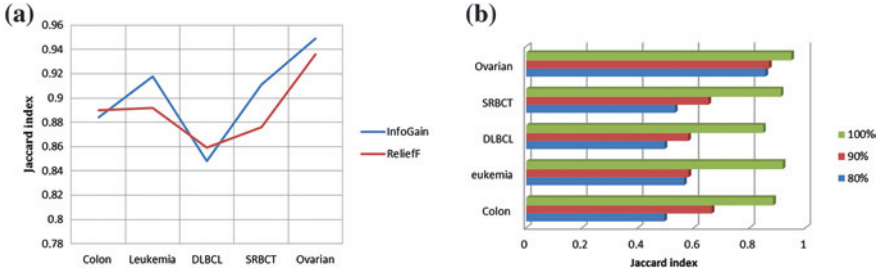 (a)
Jaccard index
0.96
0.94
0.92
0.9
0.88
0.86
0.84
0.82
0.8
0.78
Colon Leukemia DLBCL SRBCT Ovarian
InfoGain
ReliefF
(b)
Ovarian
SRBCT
DLBCL
eukemia
Colon
0 0.2 0.4 0.6 0.8 1
Jaccard index
100%
90%
80%